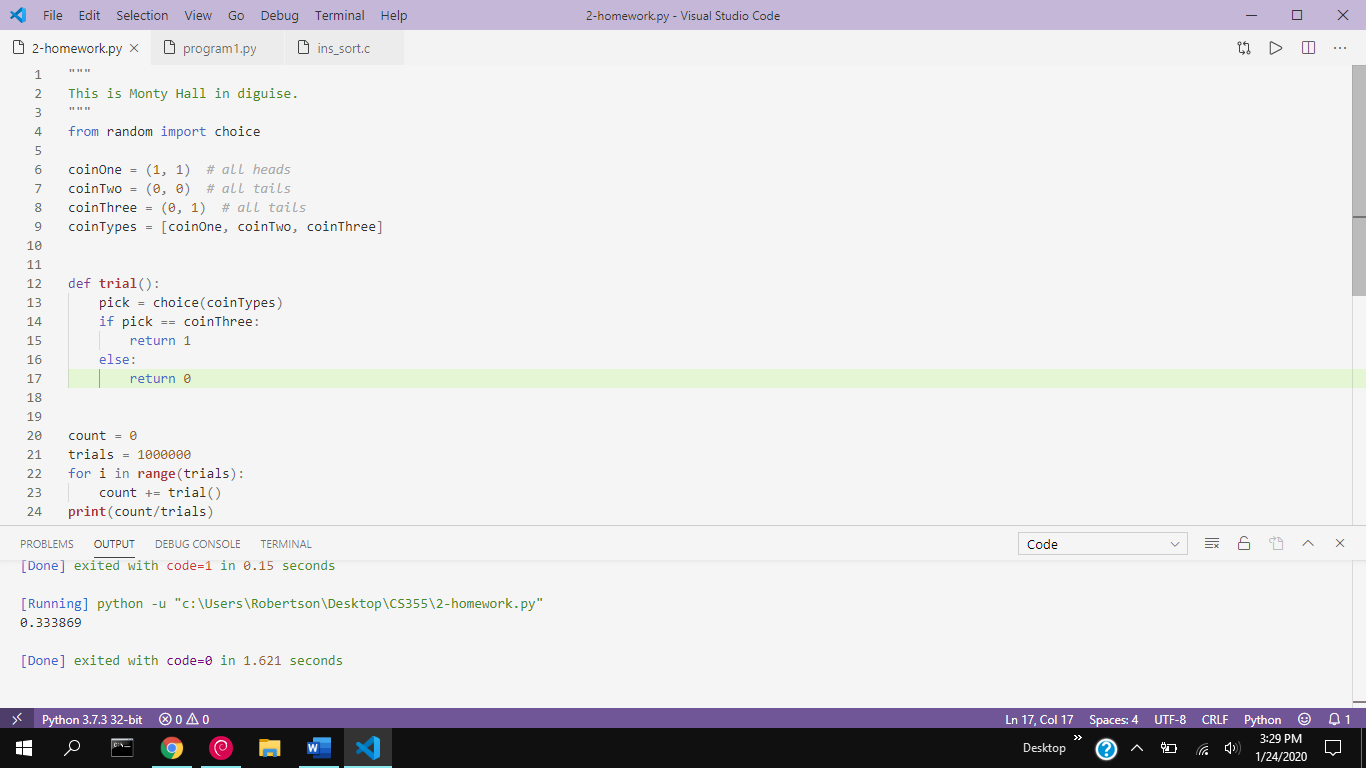 File Edit Selection View Go Debug Terminal Help 2-homework.py - Visual Studio Code
2-homework.py program1.py ins_sort.c
1 """
2 This is Monty Hall in diguise.
3 """
4 from random import choice
5
6 coinOne = (1, 1)  # all heads
7 coinTwo = (0, 0)  # all tails
8 coinThree = (0, 1)  # all tails
9 coinTypes = [coinOne, coinTwo, coinThree]
10
11
12 def trial():
13     pick = choice(coinTypes)
14     if pick == coinThree:
15         return 1
16     else:
17         return 0
18
19
20 count = 0
21 trials = 1000000
22 for i in range(trials):
23     count += trial()
24 print(count/trials)
PROBLEMS OUTPUT DEBUG CONSOLE TERMINAL Code
[Done] exited with code=1 in 0.15 seconds
[Running] python -u "c:\Users\Robertson\Desktop\CS355\2-homework.py"
0.333869
[Done] exited with code=0 in 1.621 seconds
Python 3.7.3 32-bit 0 0 Ln 17, Col 17 Spaces: 4 UTF-8 CRLF Python 1
Desktop 3:29 PM
1/24/2020